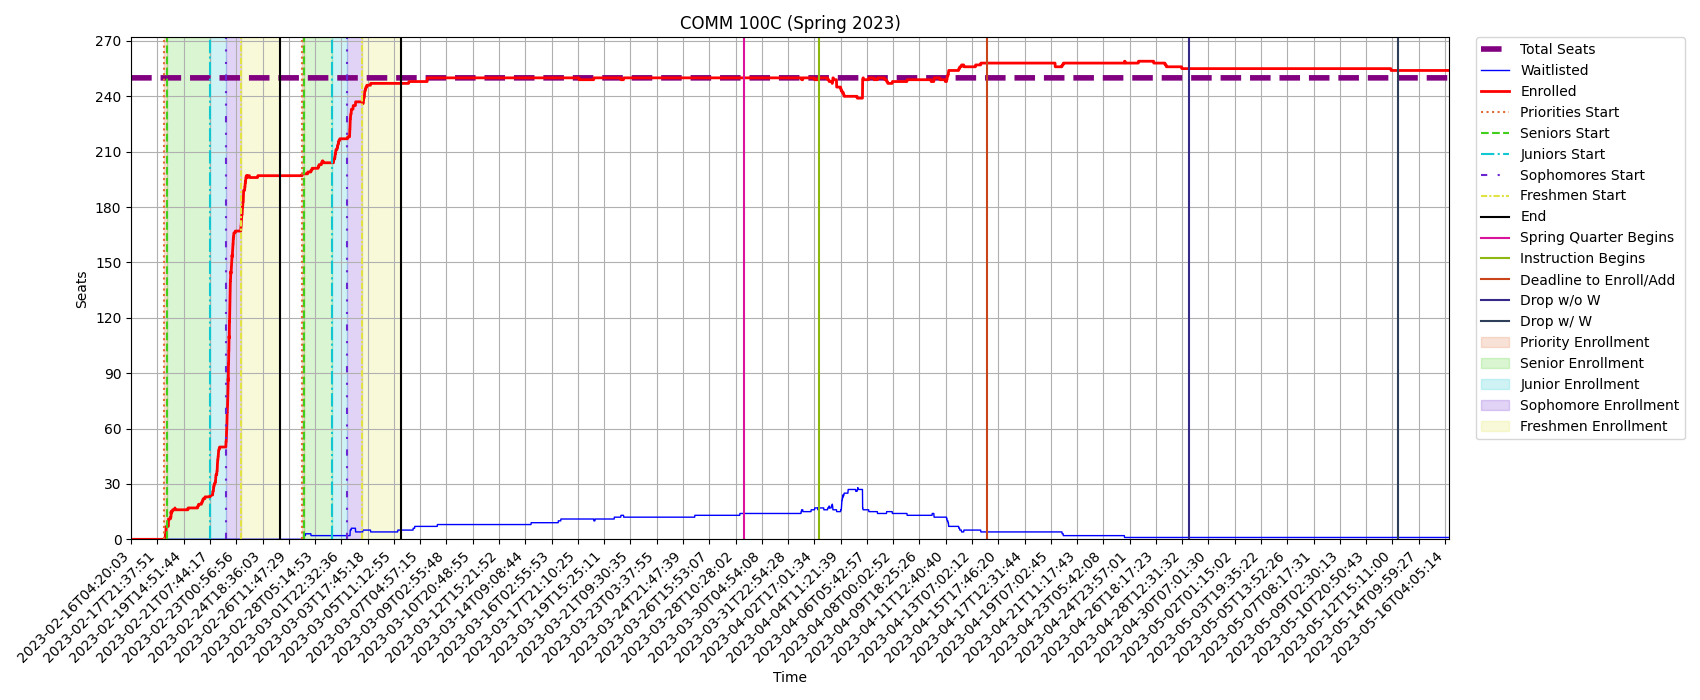 COMM 100C (Spring 2023)
270
240
210
180
150
120
90
60
30
0
Seats
2023-02-16T04:20:03
2023-02-17T21:37:51
2023-02-19T14:51:44
2023-02-21T07:44:17
2023-02-23T00:56:56
2023-02-24T18:36:03
2023-02-26T11:47:29
2023-02-28T05:14:53
2023-03-01T22:32:36
2023-03-03T17:45:18
2023-03-05T11:12:55
2023-03-07T04:57:15
2023-03-09T02:55:48
2023-03-10T20:48:55
2023-03-12T15:21:52
2023-03-14T09:08:44
2023-03-16T02:55:53
2023-03-17T21:10:25
2023-03-19T15:25:11
2023-03-21T09:30:35
2023-03-23T03:37:55
2023-03-24T21:47:39
2023-03-26T15:53:07
2023-03-28T10:28:02
2023-03-30T04:54:08
2023-03-31T22:54:28
2023-04-02T17:01:34
2023-04-04T11:21:39
2023-04-06T05:42:57
2023-04-08T00:02:52
2023-04-09T18:25:26
2023-04-11T12:40:40
2023-04-13T07:02:12
2023-04-15T17:46:20
2023-04-17T12:31:44
2023-04-19T07:02:45
2023-04-21T11:17:43
2023-04-23T05:42:08
2023-04-24T23:57:01
2023-04-26T18:17:23
2023-04-28T12:31:32
2023-04-30T07:01:30
2023-05-02T01:15:02
2023-05-03T19:35:22
2023-05-05T13:52:26
2023-05-07T08:17:31
2023-05-09T02:30:13
2023-05-10T20:50:43
2023-05-12T15:11:00
2023-05-14T09:59:27
2023-05-16T04:05:14
Time
Total Seats
Waitlisted
Enrolled
Priorities Start
Seniors Start
Juniors Start
Sophomores Start
Freshmen Start
End
Spring Quarter Begins
Instruction Begins
Deadline to Enroll/Add
Drop w/o W
Drop w/ W
Priority Enrollment
Senior Enrollment
Junior Enrollment
Sophomore Enrollment
Freshmen Enrollment